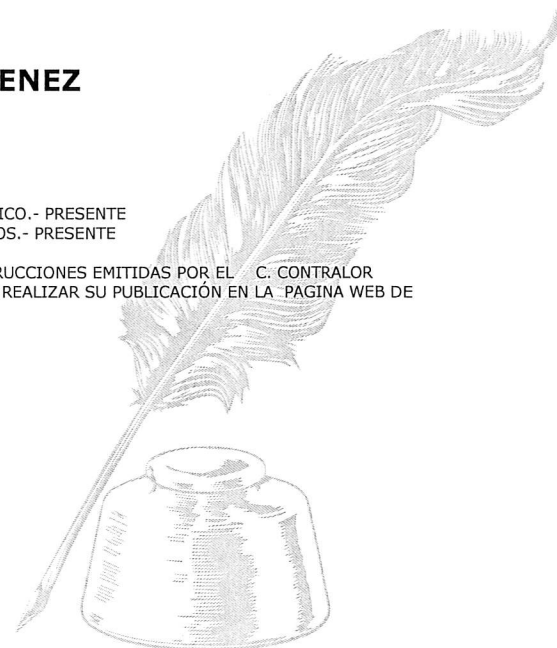 ENEZ
ICO.- PRESENTE
OS.- PRESENTE
RUCCIONES EMITIDAS POR EL C. CONTRALOR
REALIZAR SU PUBLICACIÓN EN LA PAGINA WEB DE